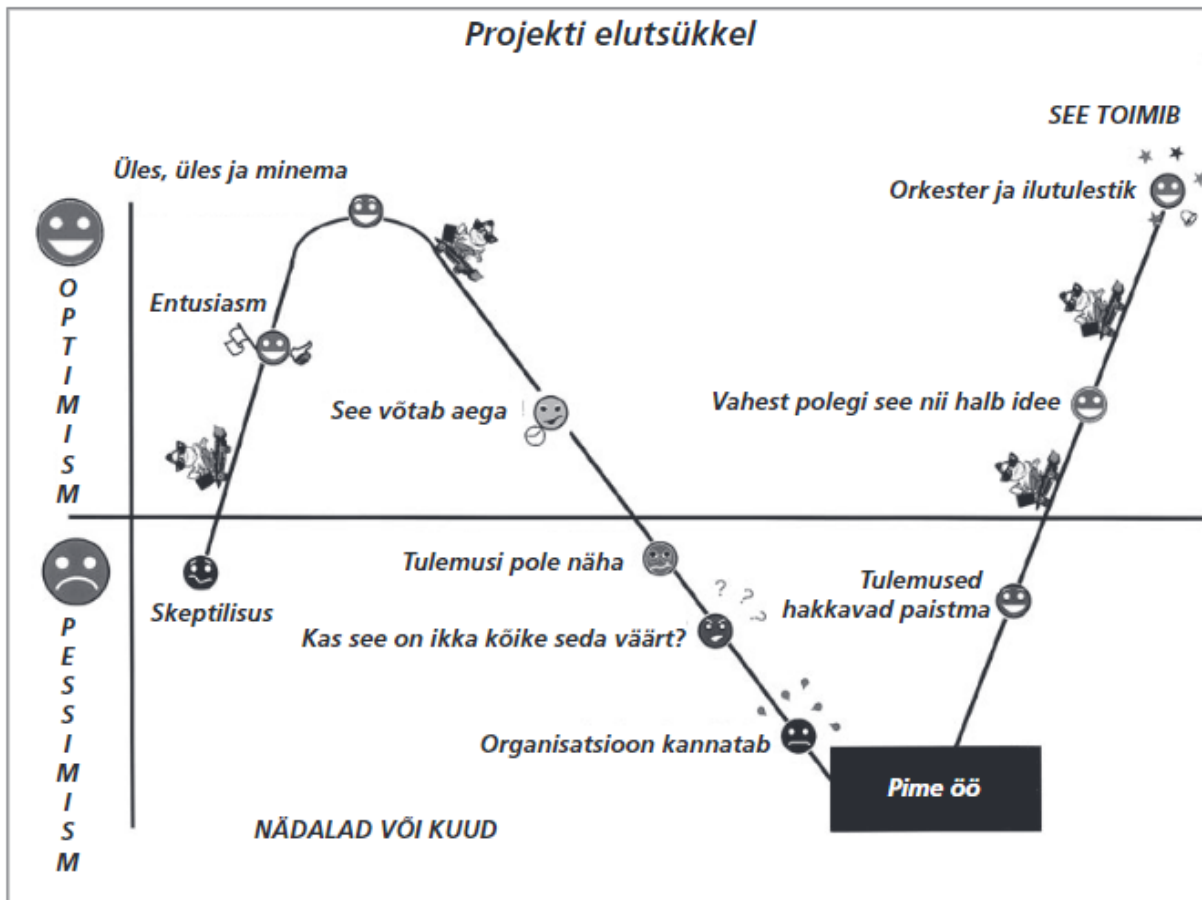 Projekti elutsükkel
SEE TOIMIB
Üles, üles ja minema
Orkester ja ilutulestik
OPTIMISM
Entusiasm
See võtab aega
!
Vahest polegi see nii halb idee
Tulemusi pole näha
Tulemused
hakkavad paistma
Skeptilisus
? ? ?
Kas see on ikka kõike seda väärt?
PESSIMISM
Organisatsioon kannatab
Pime öö
NÄDALAD VÕI KUUD